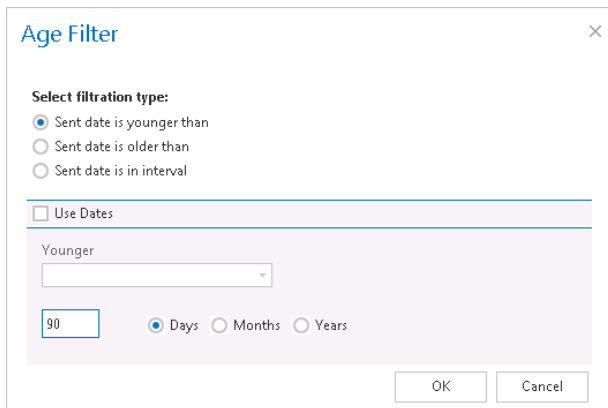 Age Filter
Select filtration type:
Sent date is younger than
Sent date is older than
Sent date is in interval
Use Dates
Younger
90 Days Months Years
OK Cancel